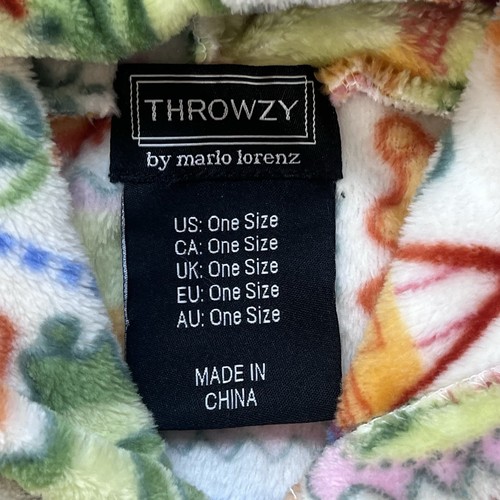 THROWZY
by mario lorenz
US: One Size
CA: One Size
UK: One Size
EU: One Size
AU: One Size
MADE IN
CHINA